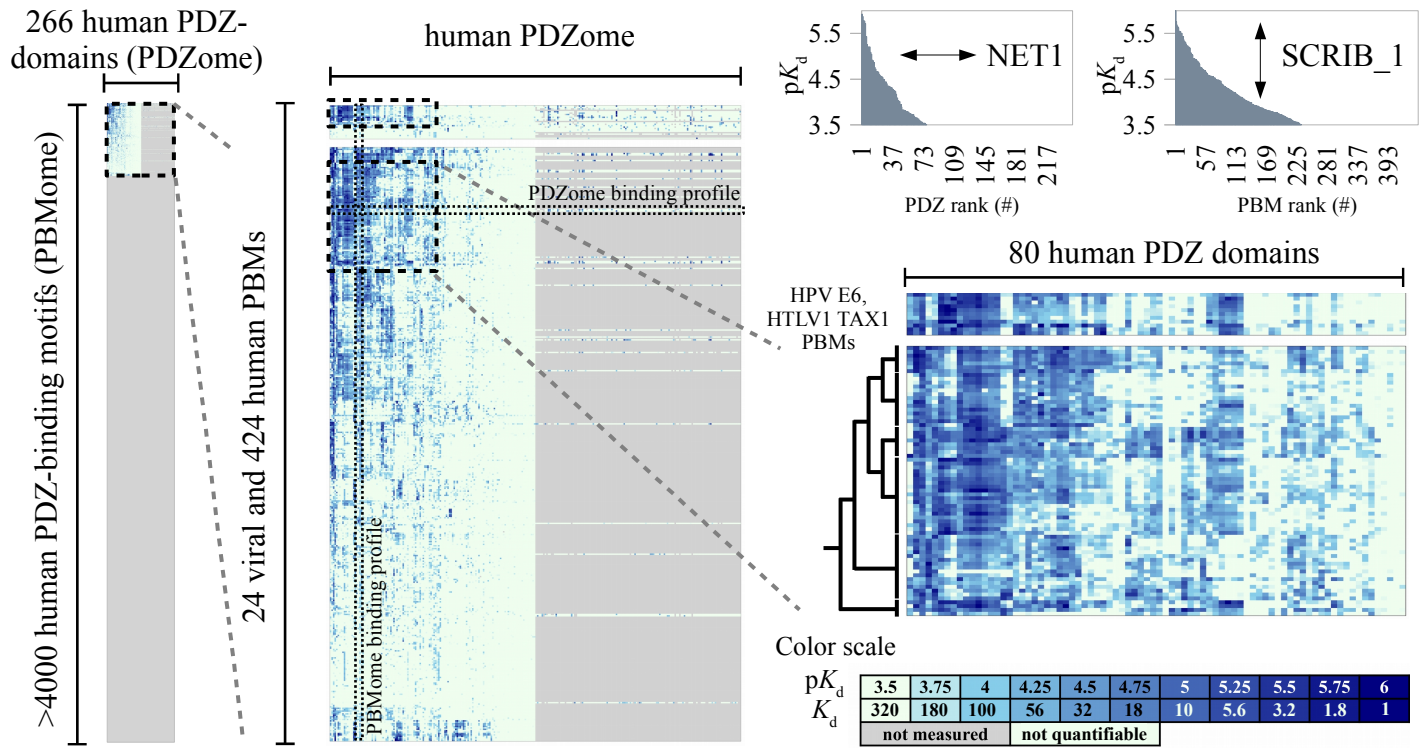 266 human PDZ-
domains (PDZome)
>4000 human PDZ-binding motifs (PBMome)
24 viral and 424 human PBMs
human PDZome
PDZome binding profile
PBMome binding profile
pKd
5.5
4.5
3.5
NET1
1
37
73
109
145
181
217
PDZ rank (#)
pKd
5.5
4.5
3.5
SCRIB_1
1
57
113
169
225
281
337
393
PBM rank (#)
80 human PDZ domains
HPV E6,
HTLV1 TAX1
PBMs
Color scale
pKd 3.5 3.75 4 4.25 4.5 4.75 5 5.25 5.5 5.75 6
Kd 320 180 100 56 32 18 10 5.6 3.2 1.8 1
not measured not quantifiable